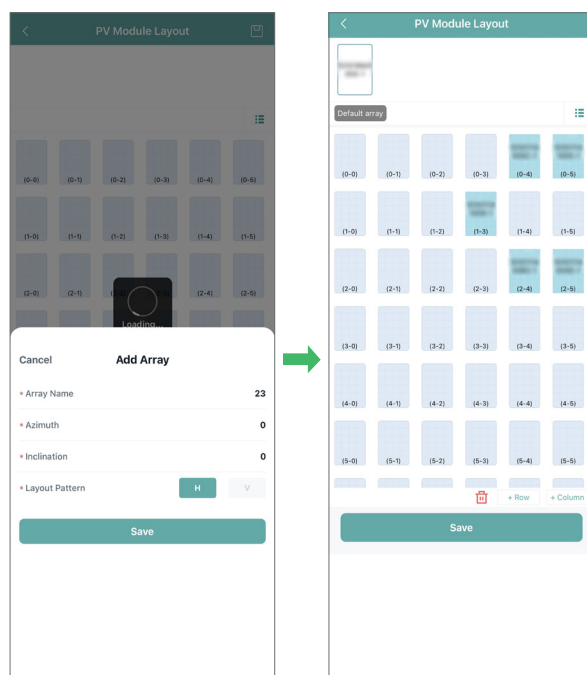 PV Module Layout
(0-0) (0-1) (0-2) (0-3) (0-4) (0-5)
(1-0) (1-1) (1-2) (1-3) (1-4) (1-5)
(2-0) (2-1) (2-4) (2-5)
Loading...
Cancel Add Array
* Array Name 23
* Azimuth 0
* Inclination 0
* Layout Pattern H V
Save
PV Module Layout
Default array
(0-0) (0-1) (0-2) (0-3) (0-4) (0-5)
(1-0) (1-1) (1-2) (1-3) (1-4) (1-5)
(2-0) (2-1) (2-2) (2-3) (2-4) (2-5)
(3-0) (3-1) (3-2) (3-3) (3-4) (3-5)
(4-0) (4-1) (4-2) (4-3) (4-4) (4-5)
(5-0) (5-1) (5-2) (5-3) (5-4) (5-5)
+ Row + Column
Save